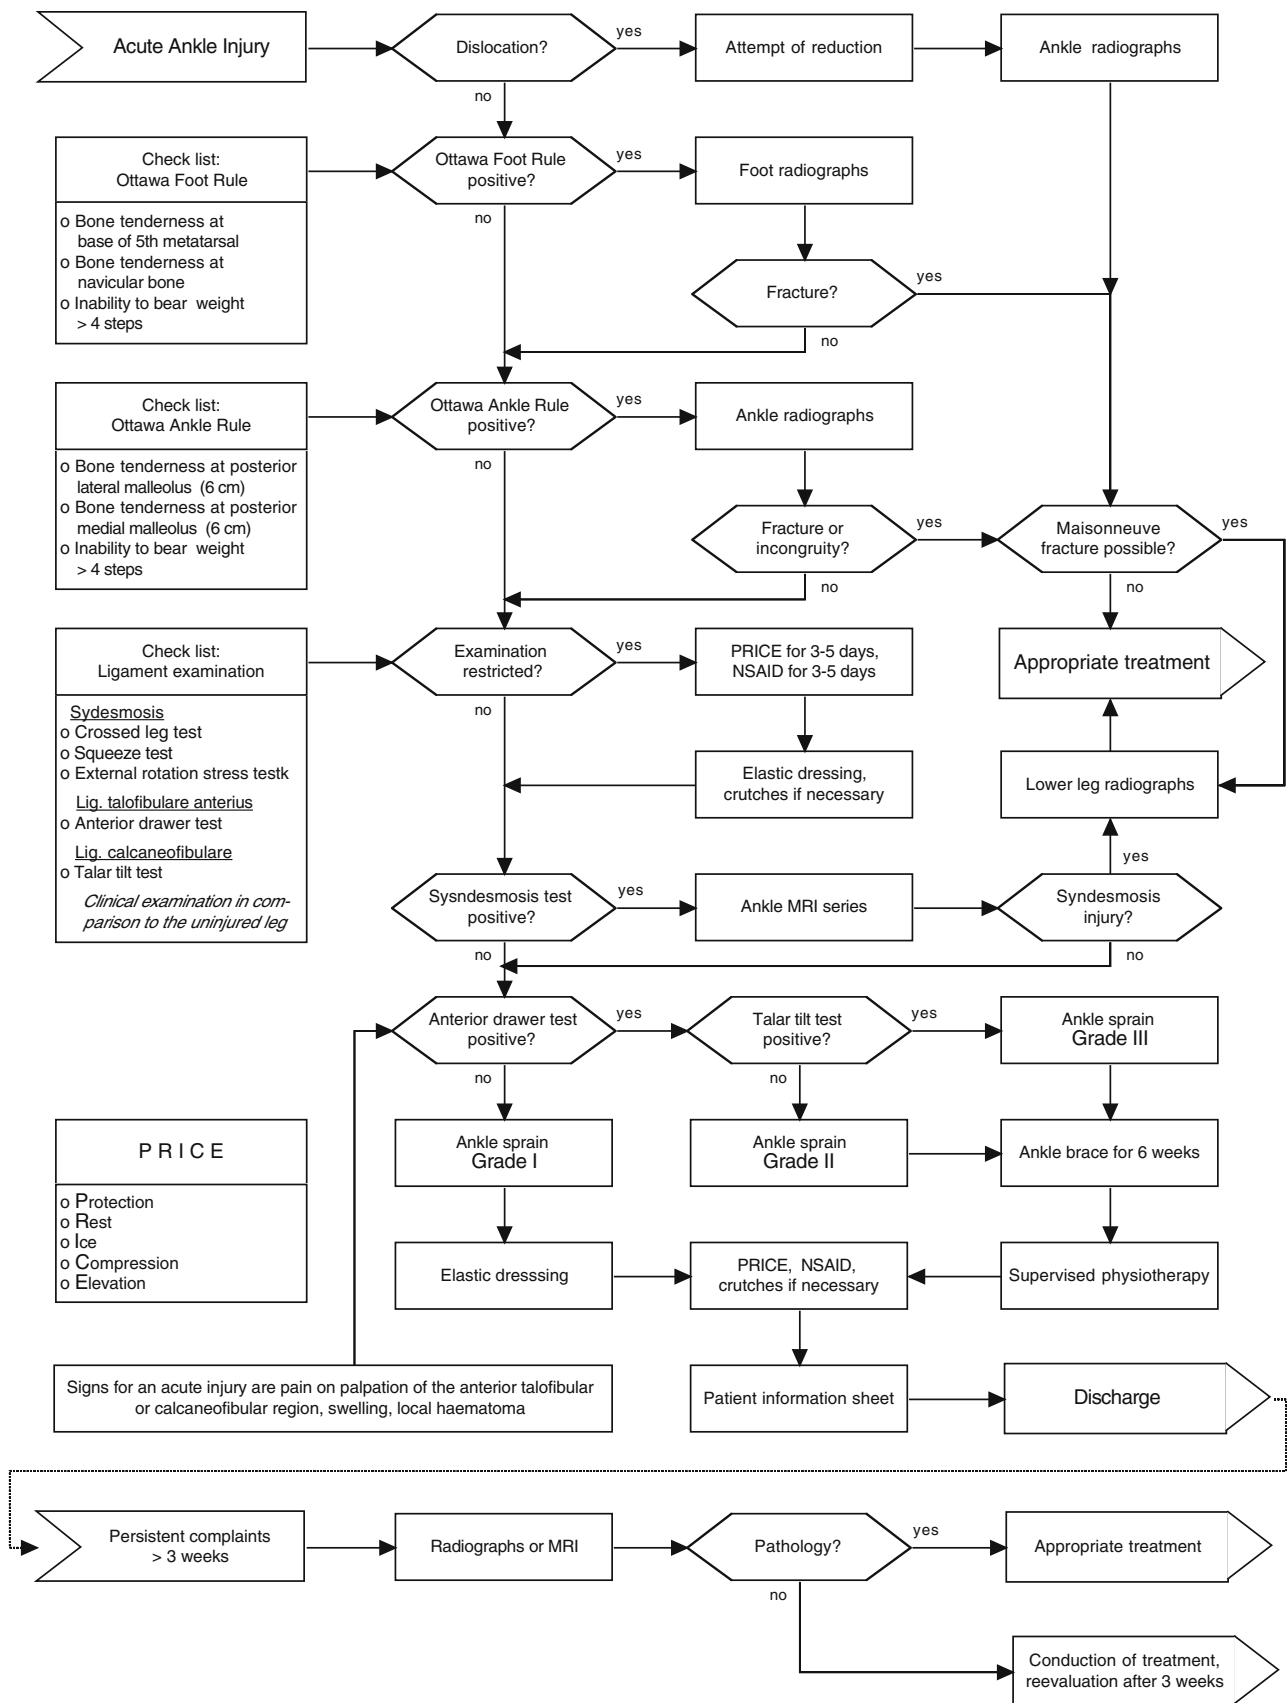 Acute Ankle Injury
Dislocation?
yes
Attempt of reduction
Ankle radiographs
no
Check list:
Ottawa Foot Rule
o Bone tenderness at
base of 5th metatarsal
o Bone tenderness at
navicular bone
o Inability to bear weight
> 4 steps
Ottawa Foot Rule
positive?
yes
Foot radiographs
no
Fracture?
yes
no
Check list:
Ottawa Ankle Rule
o Bone tenderness at posterior
lateral malleolus (6 cm)
o Bone tenderness at posterior
medial malleolus (6 cm)
o Inability to bear weight
> 4 steps
Ottawa Ankle Rule
positive?
yes
Ankle radiographs
no
Fracture or
incongruity?
yes
no
Maisonneuve
fracture possible?
yes
no
Check list:
Ligament examination
Sydesmosis
o Crossed leg test
o Squeeze test
o External rotation stress testk
Lig. talofibulare anterius
o Anterior drawer test
Lig. calcaneofibulare
o Talar tilt test
Clinical examination in com-
parison to the uninjured leg
Examination
restricted?
yes
PRICE for 3-5 days,
NSAID for 3-5 days
Appropriate treatment
no
Elastic dressing,
crutches if necessary
Lower leg radiographs
yes
Sysndesmosis test
positive?
yes
Ankle MRI series
Syndesmosis
injury?
no
no
Anterior drawer test
positive?
yes
Talar tilt test
positive?
yes
Ankle sprain
Grade III
no
no
P R I C E
o Protection
o Rest
o Ice
o Compression
o Elevation
Ankle sprain
Grade I
Ankle sprain
Grade II
Ankle brace for 6 weeks
Elastic dresssing
PRICE, NSAID,
crutches if necessary
Supervised physiotherapy
Signs for an acute injury are pain on palpation of the anterior talofibular
or calcaneofibular region, swelling, local haematoma
Patient information sheet
Discharge
Persistent complaints
> 3 weeks
Radiographs or MRI
Pathology?
yes
Appropriate treatment
no
Conduction of treatment,
reevaluation after 3 weeks